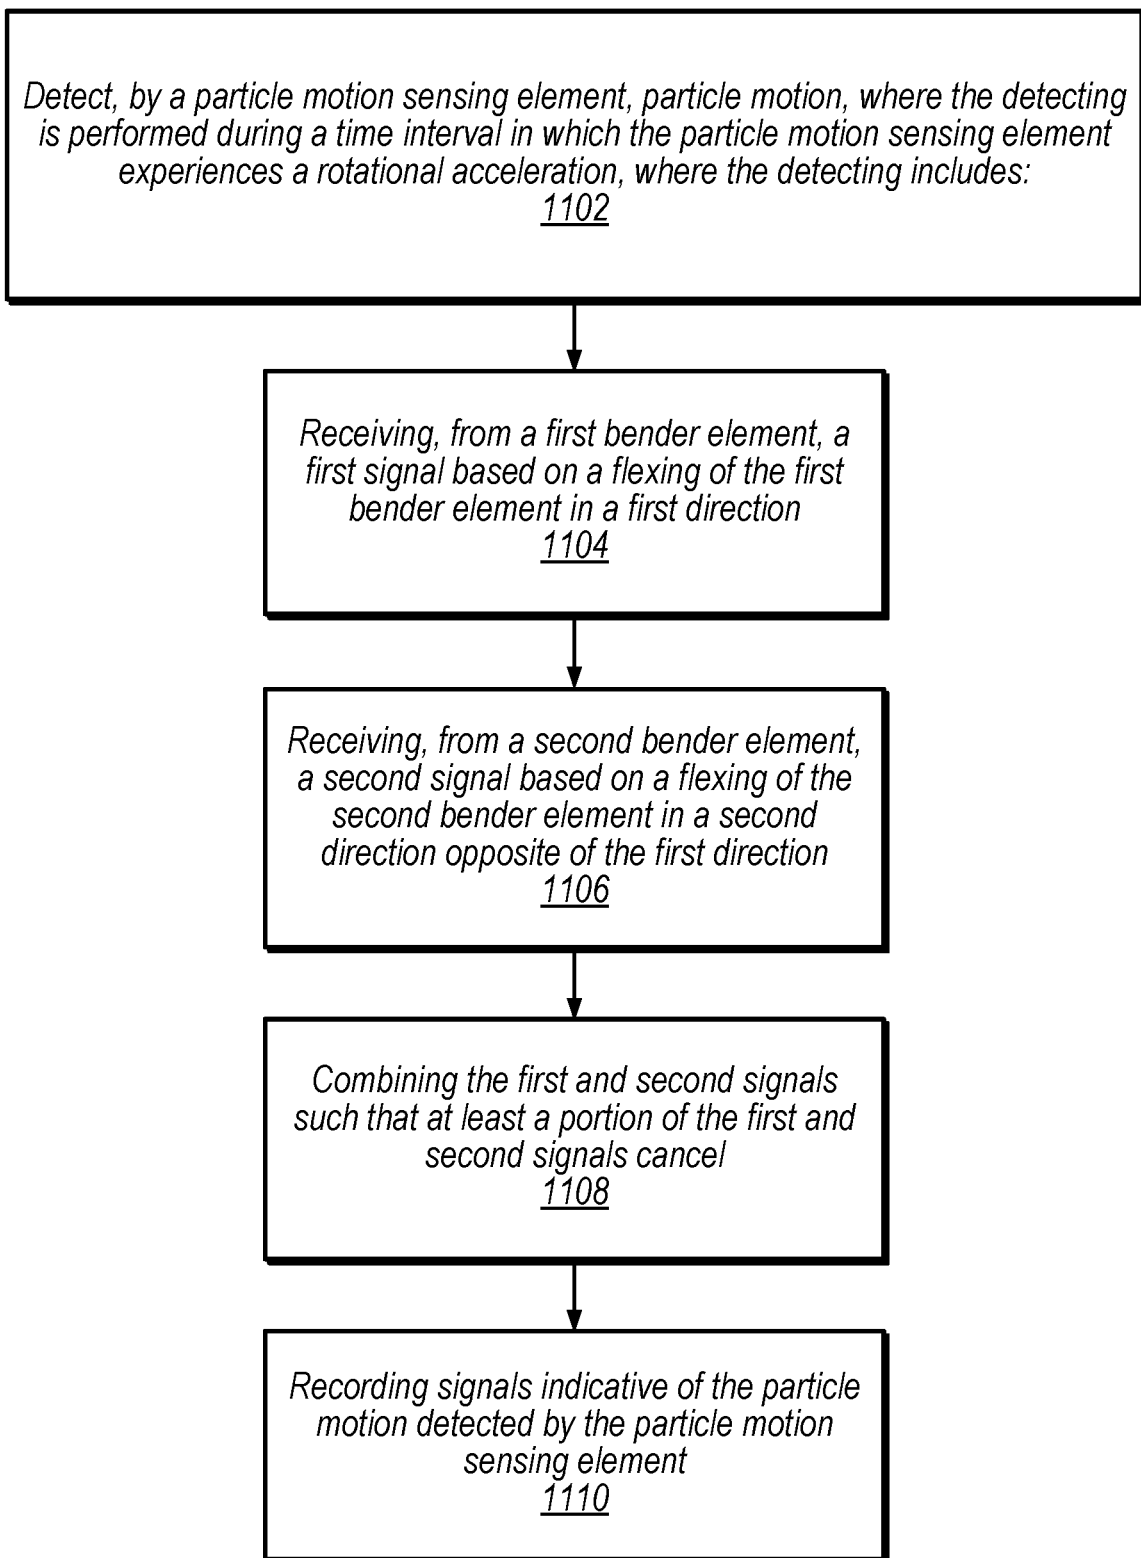 Detect, by a particle motion sensing element, particle motion, where the detecting
is performed during a time interval in which the particle motion sensing element
experiences a rotational acceleration, where the detecting includes:
1102
Receiving, from a first bender element, a
first signal based on a flexing of the first
bender element in a first direction
1104
Receiving, from a second bender element,
a second signal based on a flexing of the
second bender element in a second
direction opposite of the first direction
1106
Combining the first and second signals
such that at least a portion of the first and
second signals cancel
1108
Recording signals indicative of the particle
motion detected by the particle motion
sensing element
1110